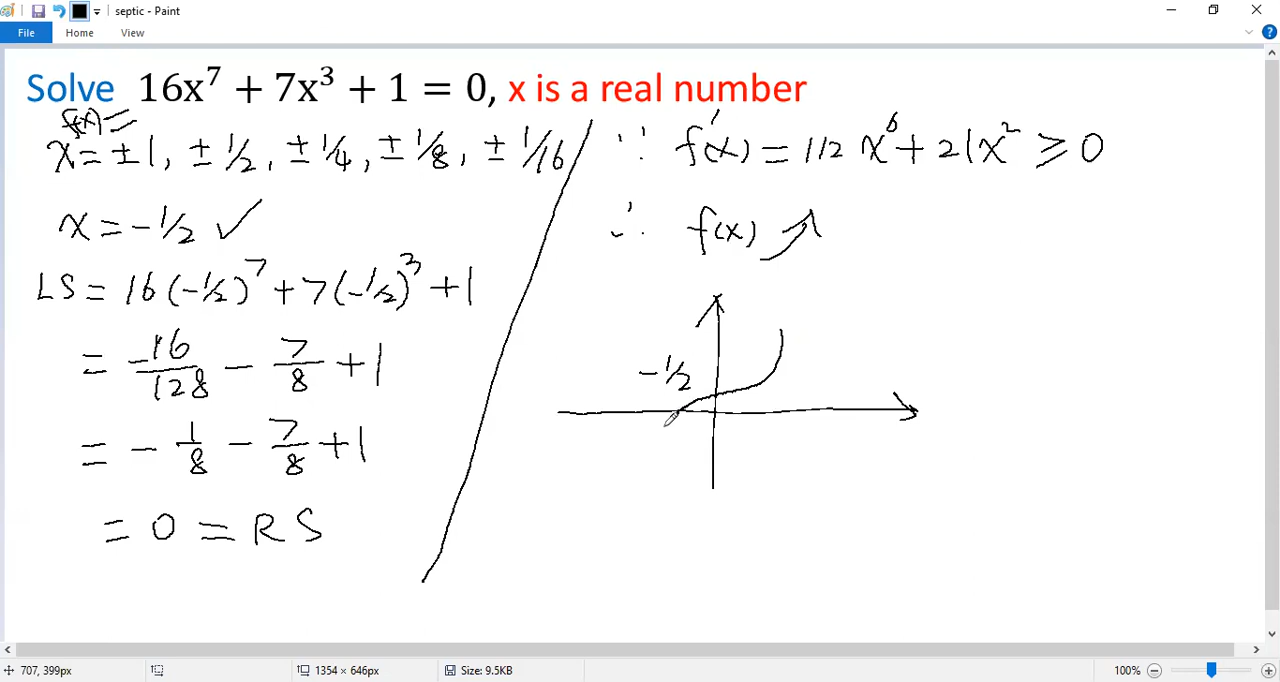 septic - Paint
File Home View
Solve 16x⁷ + 7x³ + 1 = 0, x is a real number
f(x) =
x = ±1, ±1/2, ±1/4, ±1/8, ±1/16
x = -1/2 ✓
LS = 16(-1/2)⁷ + 7(-1/2)³ + 1
= -16/128 - 7/8 + 1
= - 1/8 - 7/8 + 1
= 0 = RS
∵ f'(x) = 112x⁶ + 21x² ≥ 0
∴ f(x) ↗
-1/2
707, 399px 1354 × 646px Size: 9.5KB 100%